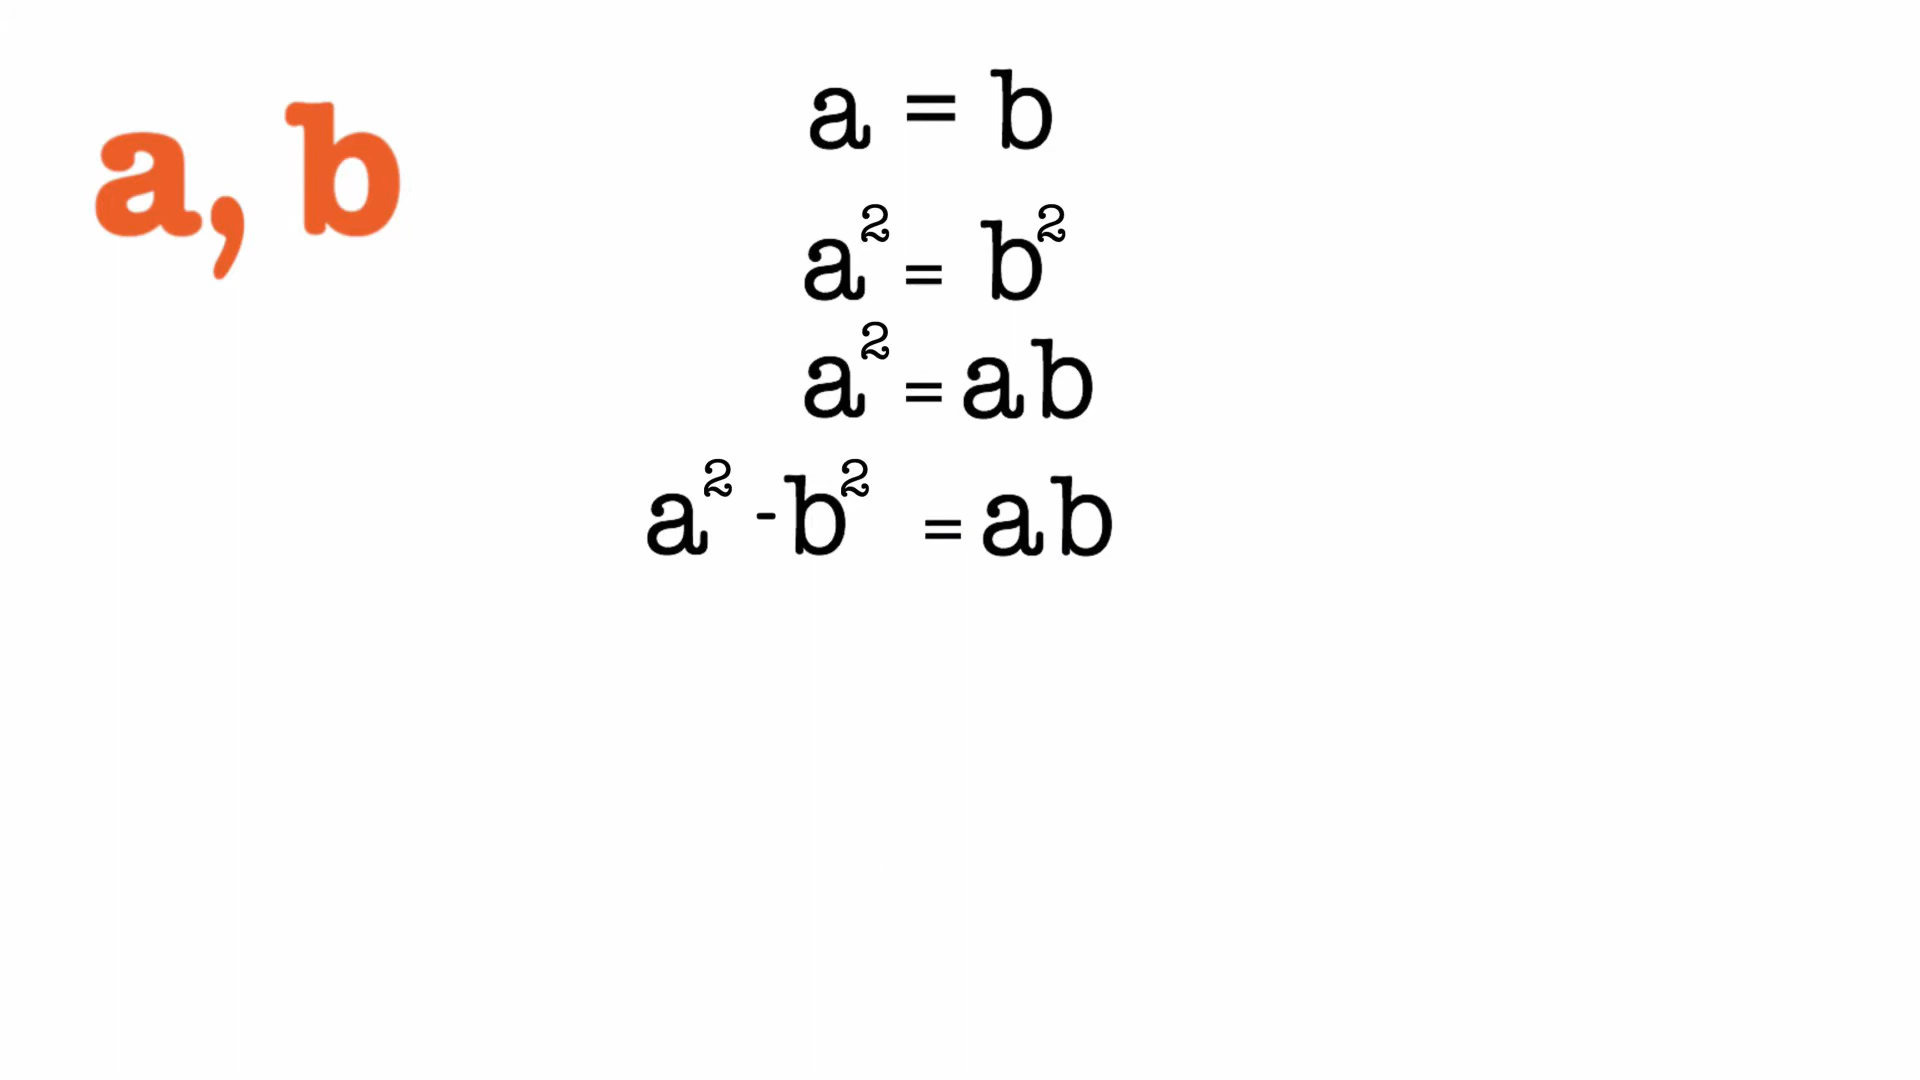 a, b
a = b
a² = b²
a² = ab
a² - b² = ab